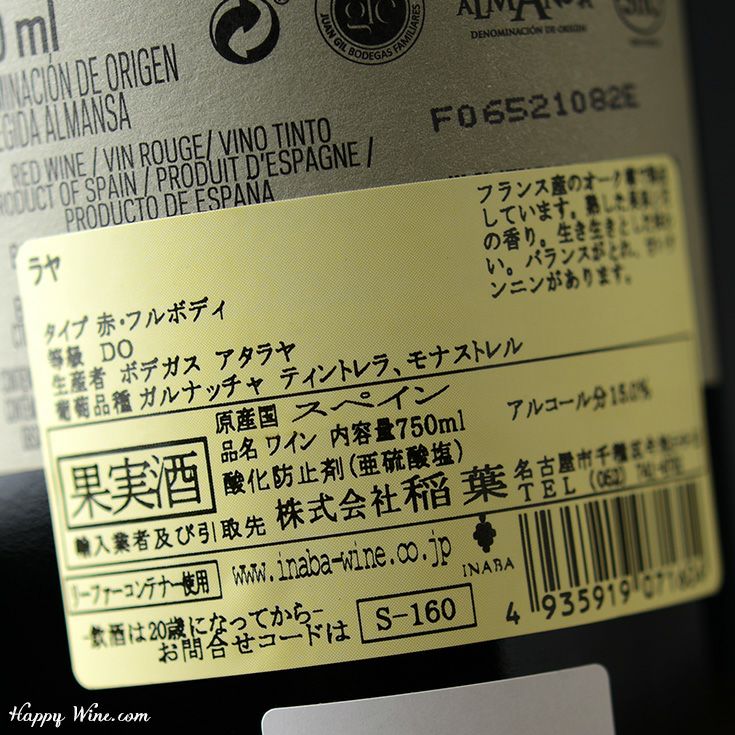 0 ml
JUAN GIL BODEGAS FAMILIARES
ALMANSA
DENOMINACIÓN DE ORIGEN
MINACIÓN DE ORIGEN
EGIDA ALMANSA
F06521082E
RED WINE / VIN ROUGE / VINO TINTO
PRODUCT OF SPAIN / PRODUIT D'ESPAGNE /
PRODUCTO DE ESPAÑA
フランス産のオーク
しています。熟した
の香り。生き生きとした
い。バランスがとれ、
ンニンがあります。
ラヤ
タイプ 赤・フルボディ
等級 DO
生産者 ボデガス アタラヤ
葡萄品種 ガルナッチャ ティントレラ、モナストレル
原産国 スペイン アルコール分 15.0%
品名 ワイン 内容量750ml
果実酒
酸化防止剤(亜硫酸塩)
輸入業者及び引取先 株式会社 稲葉
名古屋市千種区
TEL (052)
リーファーコンテナー使用
www.inaba-wine.co.jp
INABA
-飲酒は20歳になってから-
お問合せコードは S-160
4 935919
Happy Wine.com